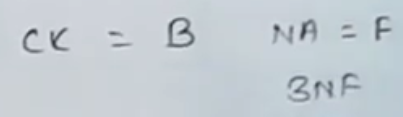 CK = B NA = F
3NF